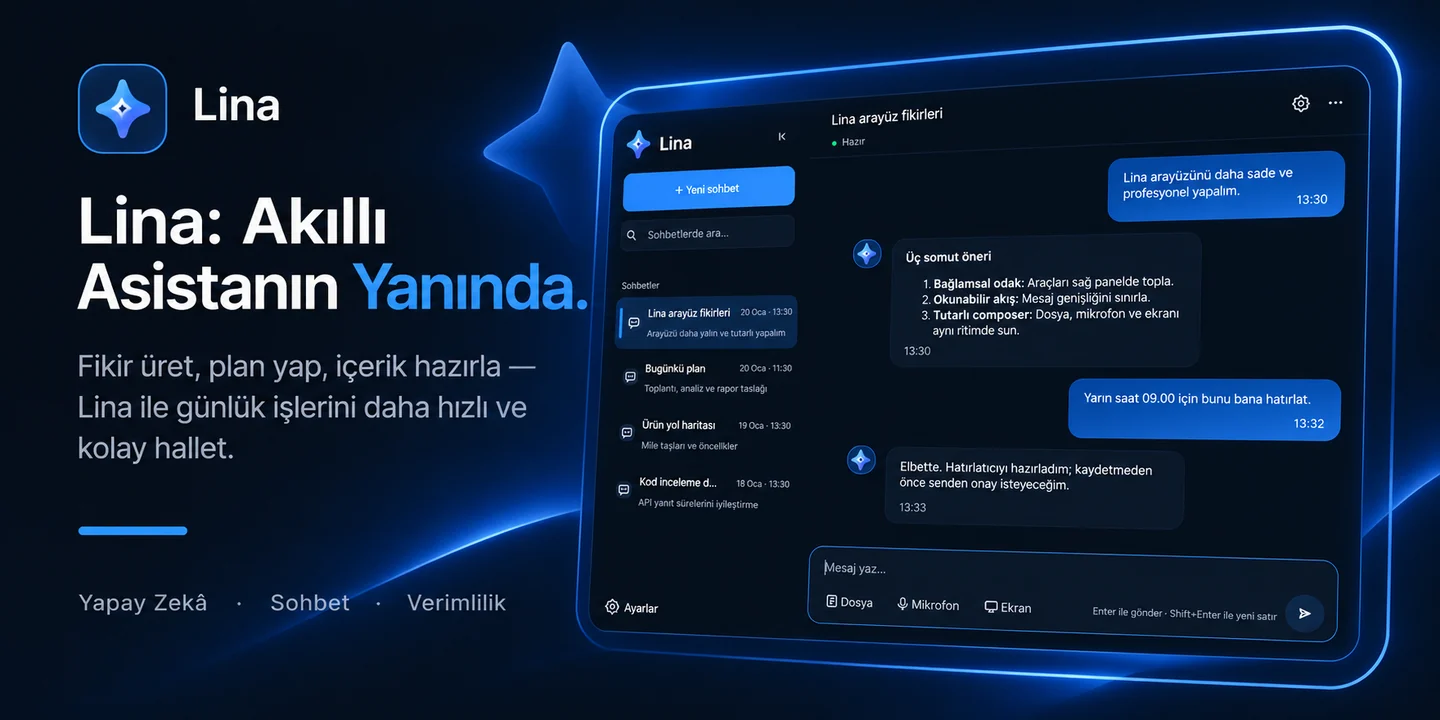 Lina
Lina: Akıllı
Asistanın Yanında.
Fikir üret, plan yap, içerik hazırla —
Lina ile günlük işlerini daha hızlı ve
kolay hallet.
Yapay Zekâ · Sohbet · Verimlilik
Lina
+ Yeni sohbet
Sohbetlerde ara...
Sohbetler
Lina arayüz fikirleri 20 Oca · 13:30
Arayüzü daha yalın ve tutarlı yapalım
Bugünkü plan 20 Oca · 11:30
Toplantı, analiz ve rapor taslağı
Ürün yol haritası 19 Oca · 13:30
Mile taşları ve öncelikler
Kod inceleme d... 18 Oca · 13:30
API yanıt sürelerini iyileştirme
Ayarlar
Lina arayüz fikirleri
Hazır
Lina arayüzünü daha sade ve
profesyonel yapalım.
13:30
Üç somut öneri
1. Bağlamsal odak: Araçları sağ panelde topla.
2. Okunabilir akış: Mesaj genişliğini sınırla.
3. Tutarlı composer: Dosya, mikrofon ve ekranı
aynı ritimde sun.
13:30
Yarın saat 09.00 için bunu bana hatırlat.
13:32
Elbette. Hatırlatıcıyı hazırladım; kaydetmeden
önce senden onay isteyeceğim.
13:33
Mesaj yaz...
Dosya Mikrofon Ekran
Enter ile gönder · Shift+Enter ile yeni satır